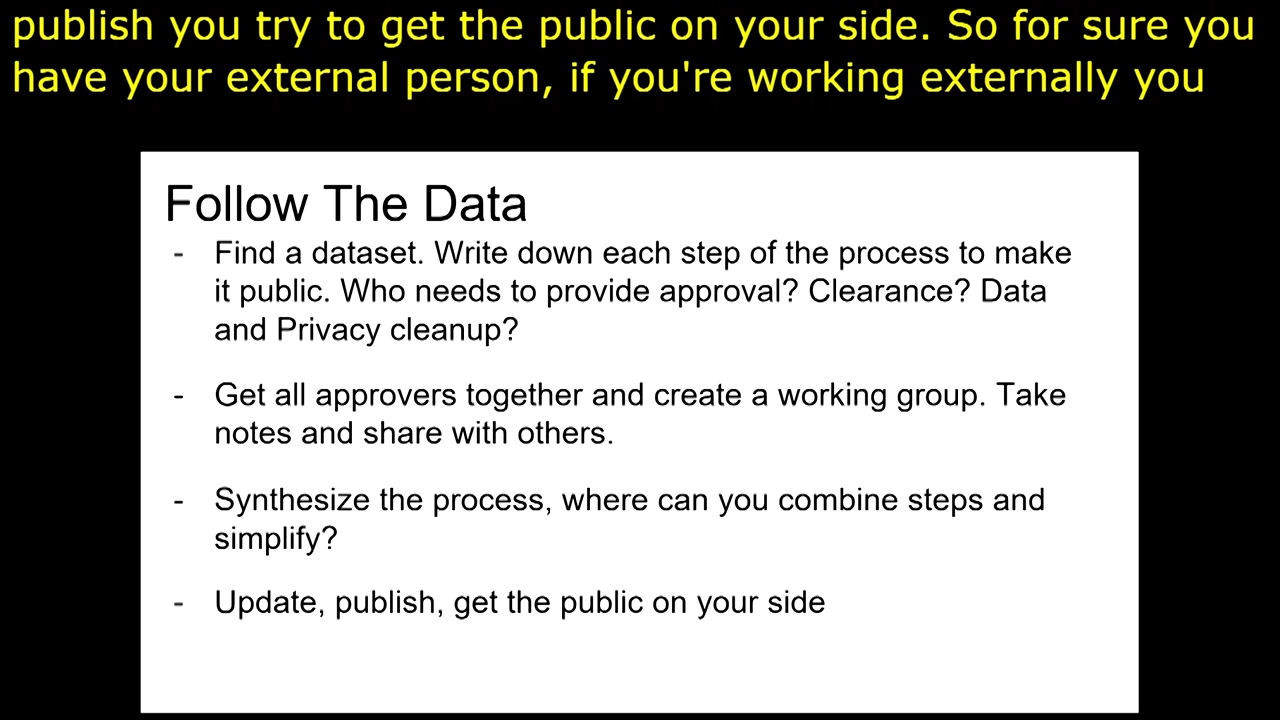 publish you try to get the public on your side. So for sure you
have your external person, if you're working externally you
Follow The Data
- Find a dataset. Write down each step of the process to make
it public. Who needs to provide approval? Clearance? Data
and Privacy cleanup?
- Get all approvers together and create a working group. Take
notes and share with others.
- Synthesize the process, where can you combine steps and
simplify?
- Update, publish, get the public on your side